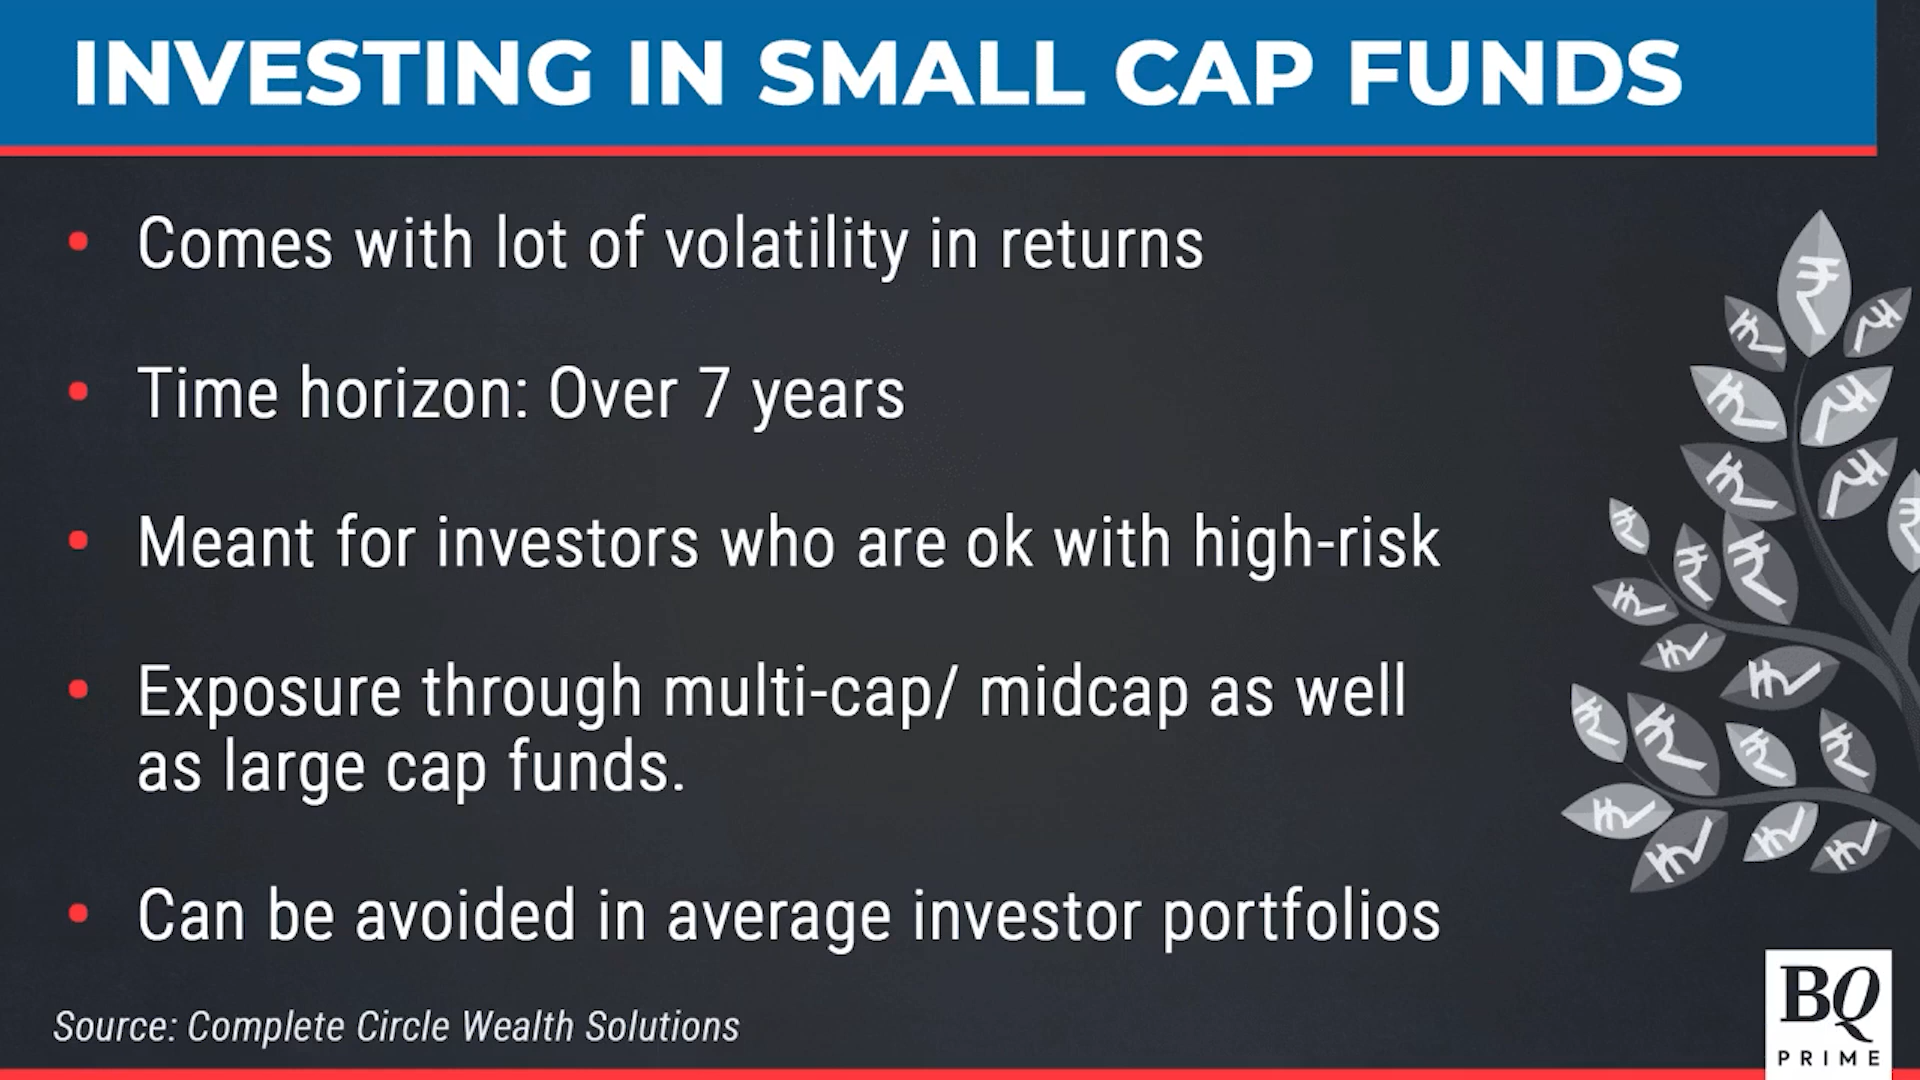 INVESTING IN SMALL CAP FUNDS
• Comes with lot of volatility in returns
• Time horizon: Over 7 years
• Meant for investors who are ok with high-risk
• Exposure through multi-cap/ midcap as well
as large cap funds.
• Can be avoided in average investor portfolios
Source: Complete Circle Wealth Solutions
BQ
PRIME